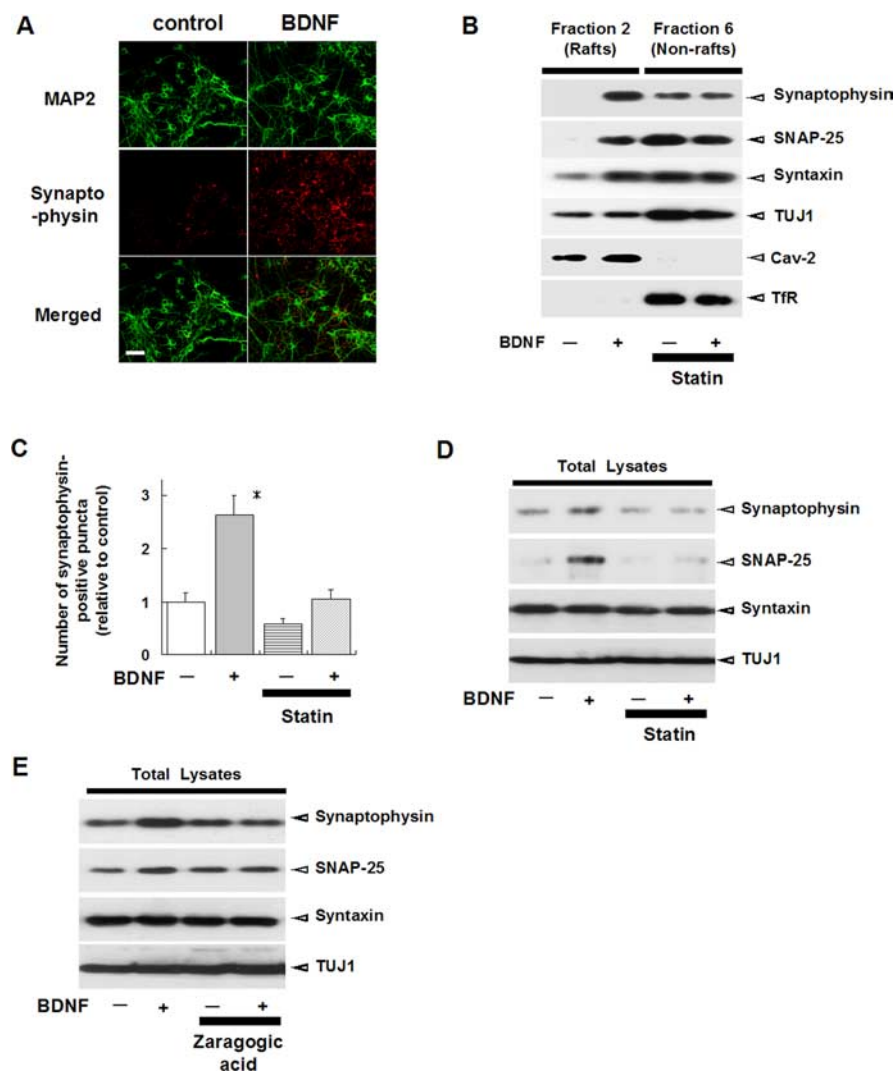 A
control BDNF
MAP2
Synapto
-physin
Merged
B
Fraction 2 Fraction 6
(Rafts) (Non-rafts)
Synaptophysin
SNAP-25
Syntaxin
TUJ1
Cav-2
TfR
BDNF — + — +
Statin
C
Number of synaptophysin-
positive puncta
(relative to control)
3
2
1
0
*
BDNF — + — +
Statin
D
Total Lysates
Synaptophysin
SNAP-25
Syntaxin
TUJ1
BDNF — + — +
Statin
E
Total Lysates
Synaptophysin
SNAP-25
Syntaxin
TUJ1
BDNF — + — +
Zaragogic
acid